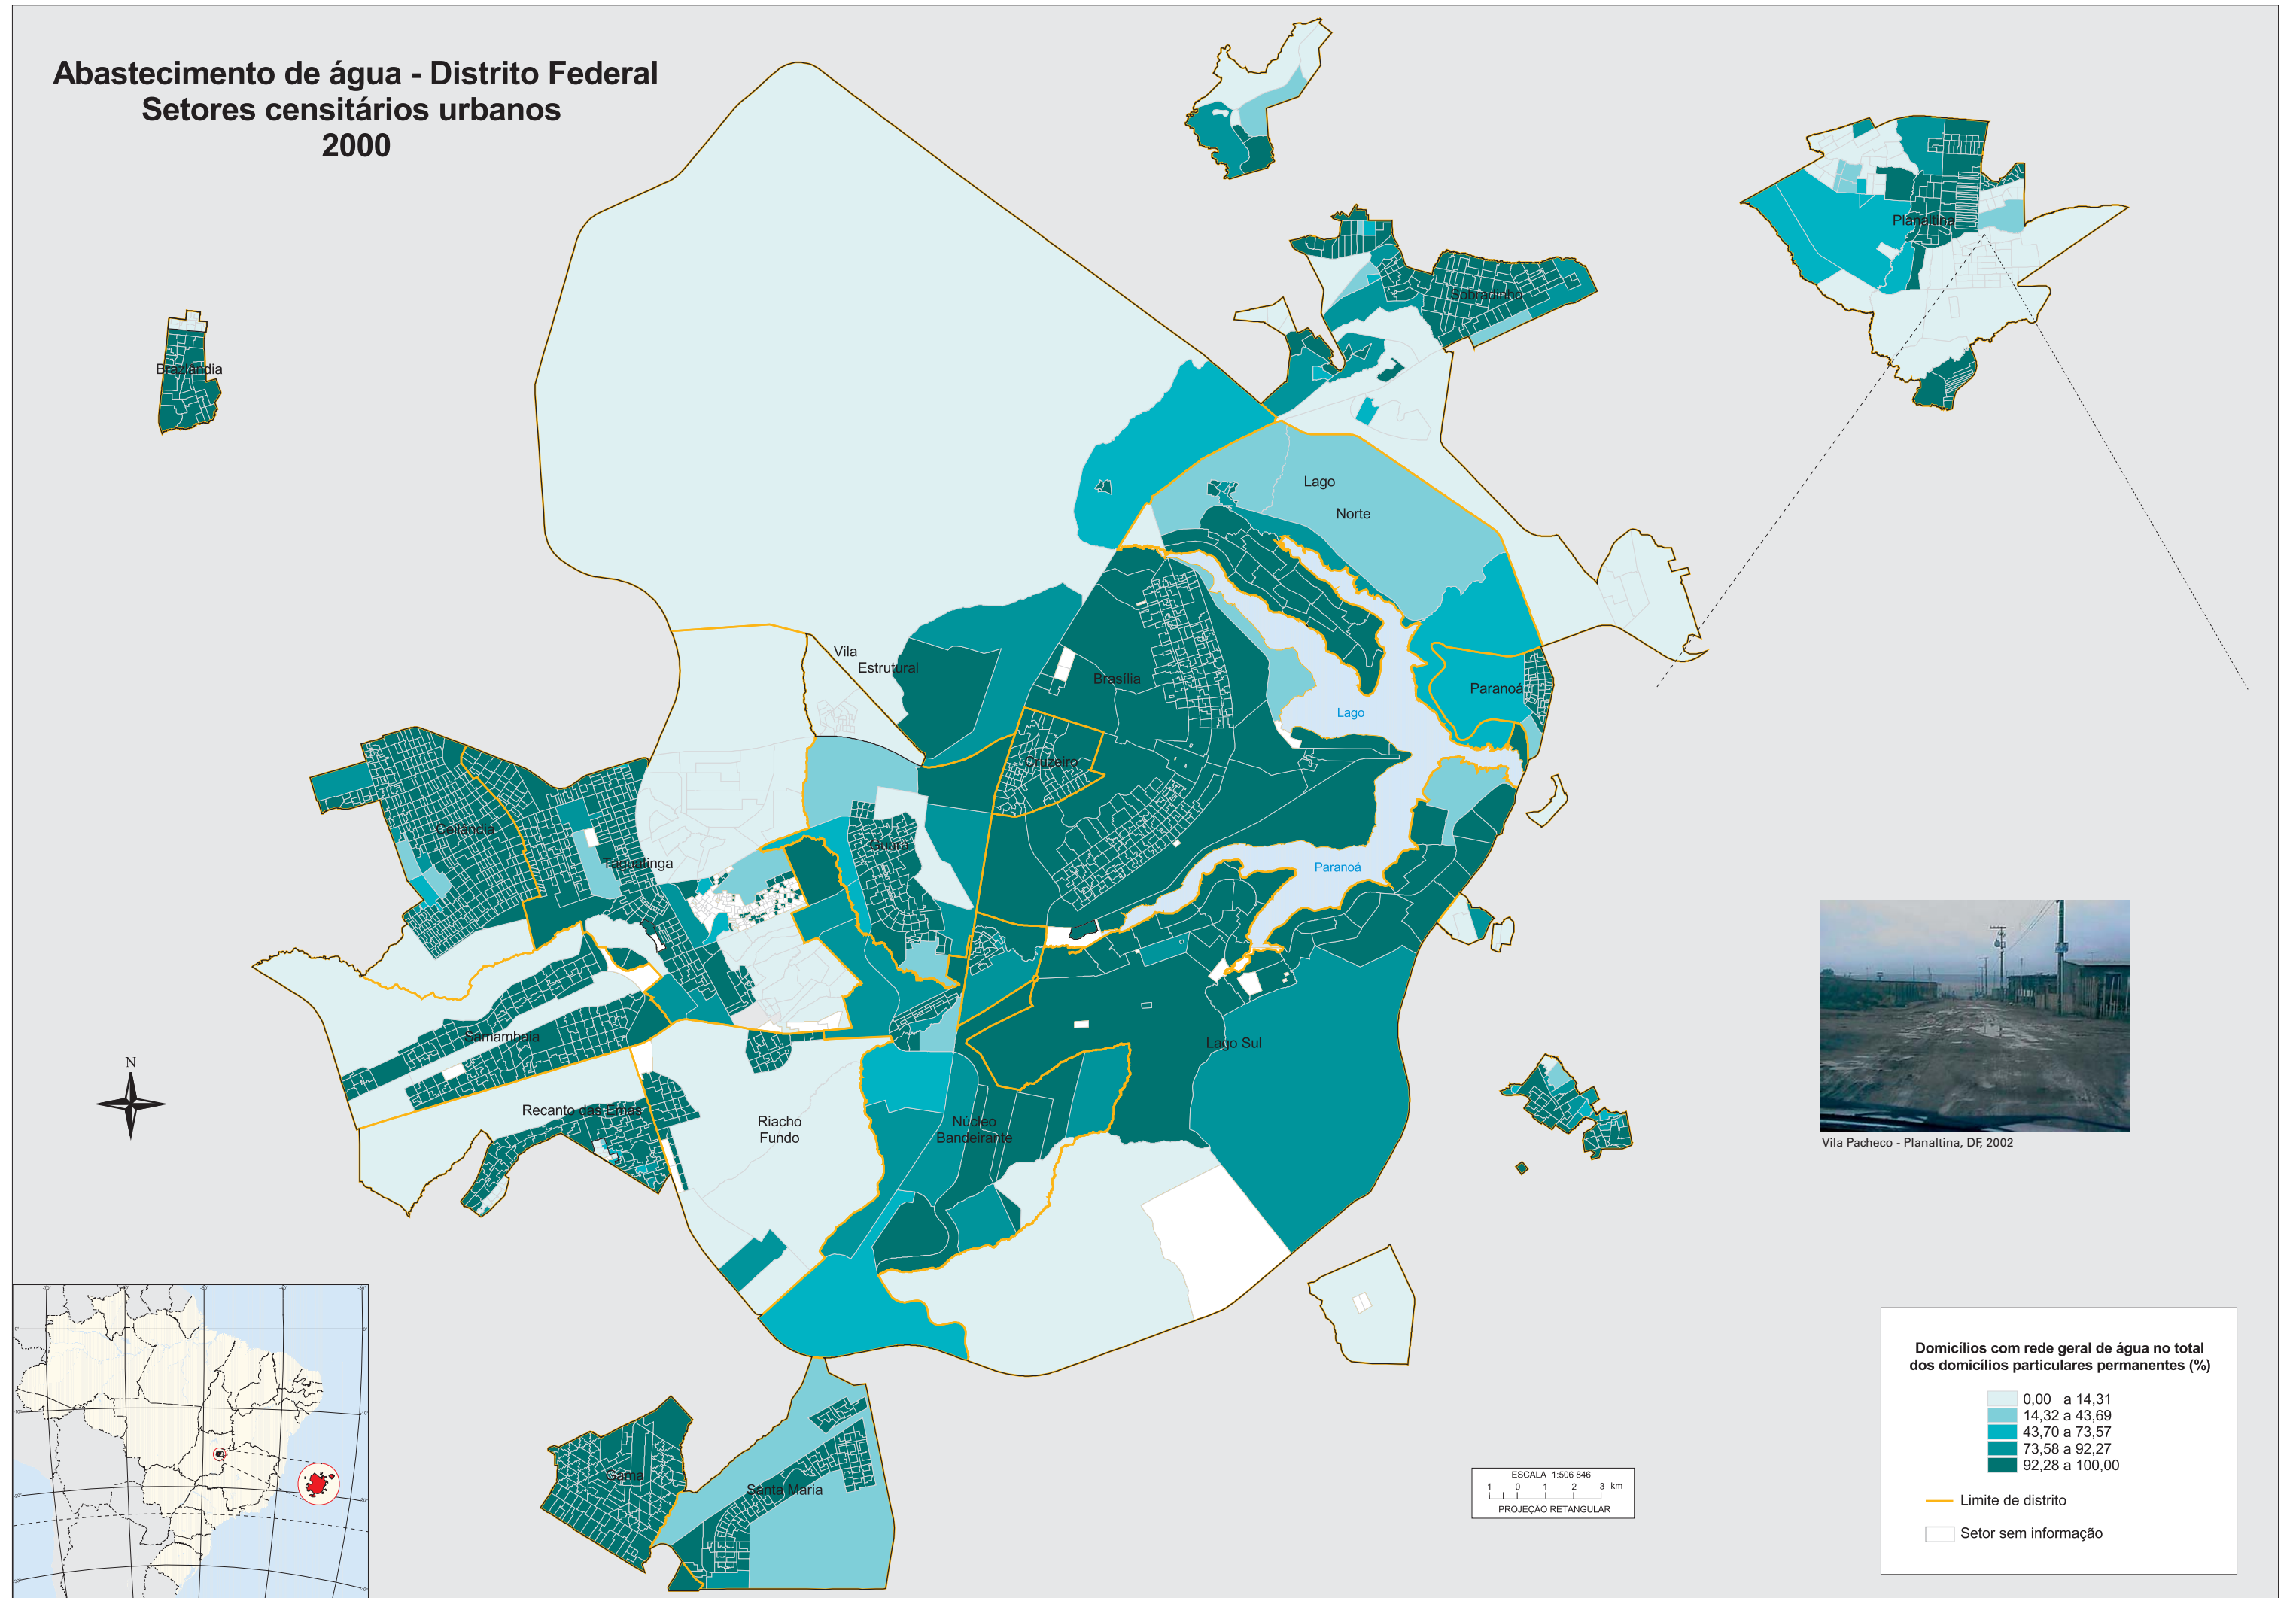 Abastecimento de água - Distrito Federal
Setores censitários urbanos
2000
Planaltina
Sobradinho
Brazlândia
Lago
Norte
Vila
Estrutural
Brasília
Paranoá
Lago
Cruzeiro
Ceilândia
Guará
Taguatinga
Paranoá
Samambaia
Lago Sul
N
Recanto das Emas
Riacho
Fundo
Núcleo
Bandeirante
Vila Pacheco - Planaltina, DF, 2002
Gama
Santa Maria
Domicílios com rede geral de água no total
dos domicílios particulares permanentes (%)
0,00 a 14,31
14,32 a 43,69
43,70 a 73,57
73,58 a 92,27
92,28 a 100,00
Limite de distrito
Setor sem informação
ESCALA 1:506 846
1 0 1 2 3 km
PROJEÇÃO RETANGULAR